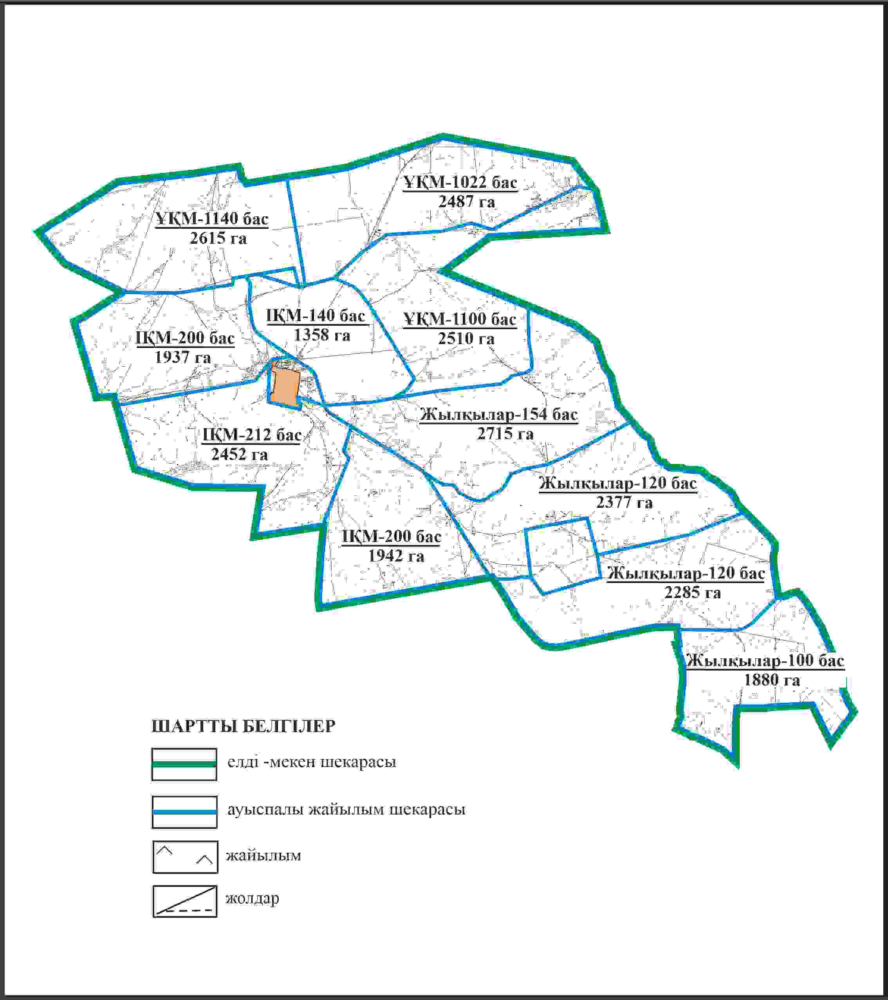 ҰҚМ-1022 бас
2487 га
ҰҚМ-1140 бас
2615 га
ІҚМ-140 бас
1358 га
ҰҚМ-1100 бас
2510 га
ІҚМ-200 бас
1937 га
Жылқылар-154 бас
2715 га
ІҚМ-212 бас
2452 га
Жылқылар-120 бас
2377 га
ІҚМ-200 бас
1942 га
Жылқылар-120 бас
2285 га
Жылқылар-100 бас
1880 га
ШАРТТЫ БЕЛГІЛЕР
елді -мекен шекарасы
ауыспалы жайылым шекарасы
жайылым
жолдар